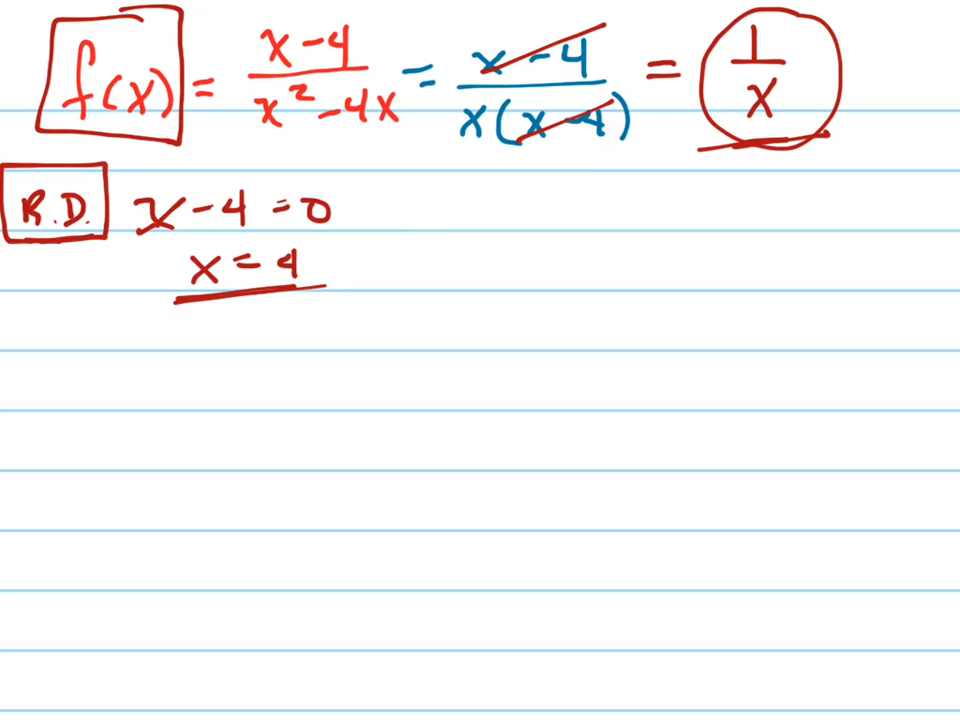 f(x) = x-4 / x² - 4x = x-4 / x(x-4) = 1 / x
R.D. x - 4 = 0
x = 4